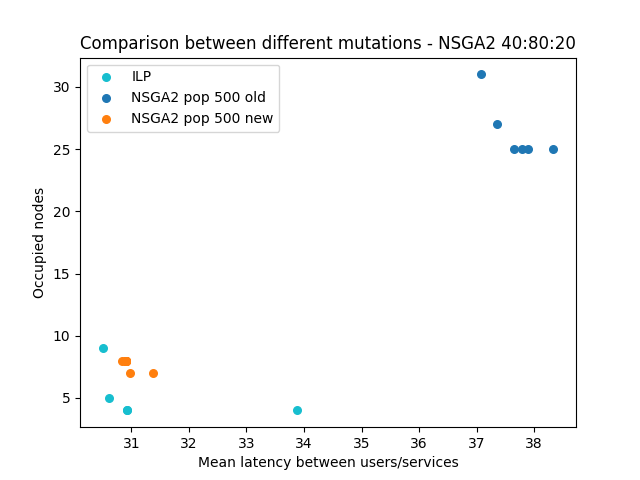 Comparison between different mutations - NSGA2 40:80:20
ILP
NSGA2 pop 500 old
NSGA2 pop 500 new
Occupied nodes
30
25
20
15
10
5
31 32 33 34 35 36 37 38
Mean latency between users/services